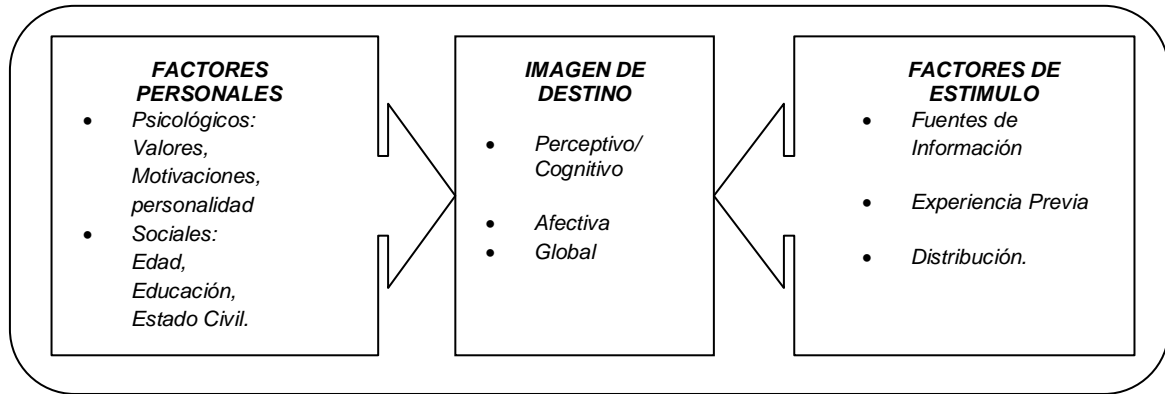 FACTORES
PERSONALES
• Psicológicos:
Valores,
Motivaciones,
personalidad
• Sociales:
Edad,
Educación,
Estado Civil.
IMAGEN DE
DESTINO
• Perceptivo/
Cognitivo
• Afectiva
• Global
FACTORES DE
ESTIMULO
• Fuentes de
Información
• Experiencia Previa
• Distribución.